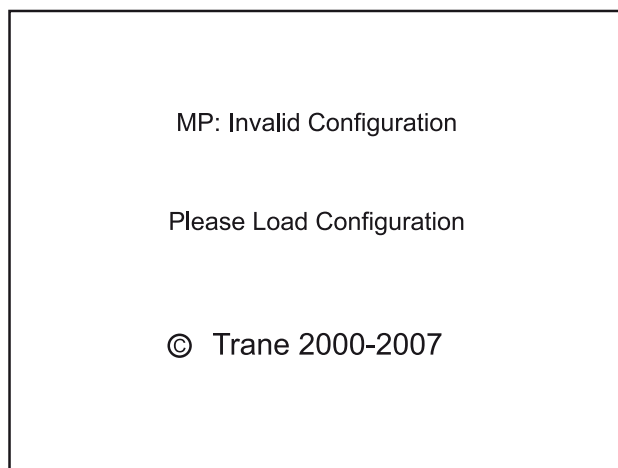 MP: Invalid Configuration
Please Load Configuration
© Trane 2000-2007